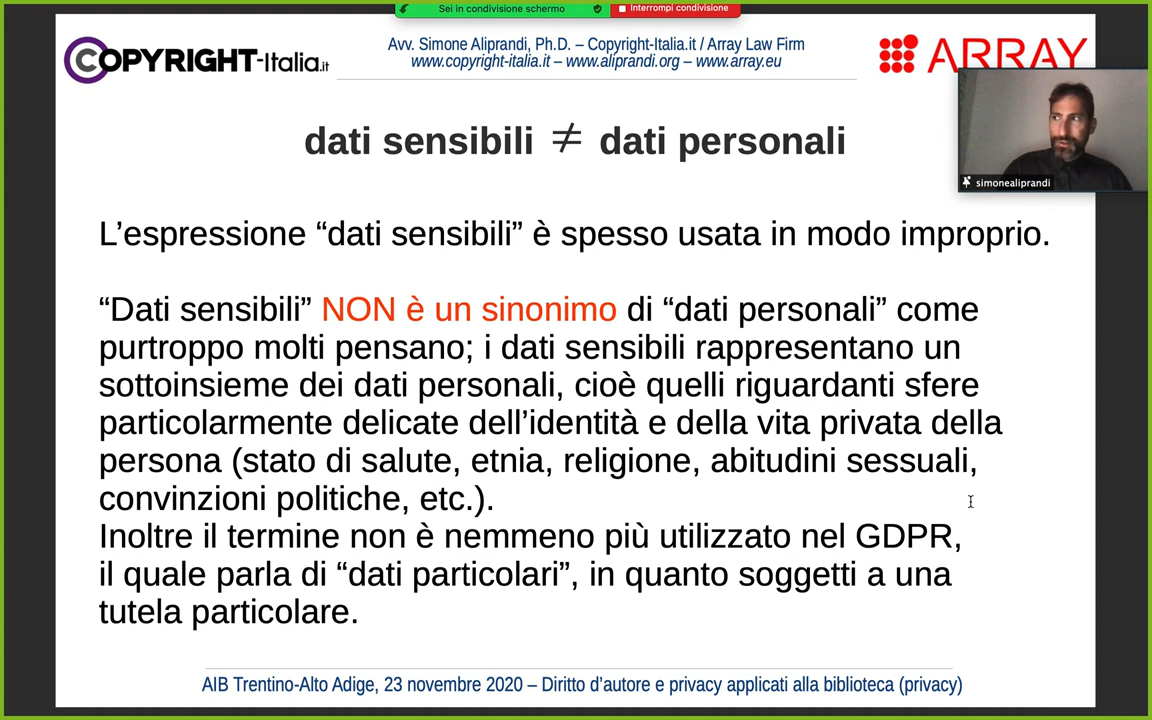 Sei in condivisione schermo
Interrompi condivisione
COPYRIGHT-Italia.it
Avv. Simone Aliprandi, Ph.D. – Copyright-Italia.it / Array Law Firm
www.copyright-italia.it – www.aliprandi.org – www.array.eu
ARRAY
simonealiprandi
dati sensibili ≠ dati personali
L’espressione “dati sensibili” è spesso usata in modo improprio.
“Dati sensibili” NON è un sinonimo di “dati personali” come
purtroppo molti pensano; i dati sensibili rappresentano un
sottoinsieme dei dati personali, cioè quelli riguardanti sfere
particolarmente delicate dell’identità e della vita privata della
persona (stato di salute, etnia, religione, abitudini sessuali,
convinzioni politiche, etc.).
Inoltre il termine non è nemmeno più utilizzato nel GDPR,
il quale parla di “dati particolari”, in quanto soggetti a una
tutela particolare.
AIB Trentino-Alto Adige, 23 novembre 2020 – Diritto d’autore e privacy applicati alla biblioteca (privacy)